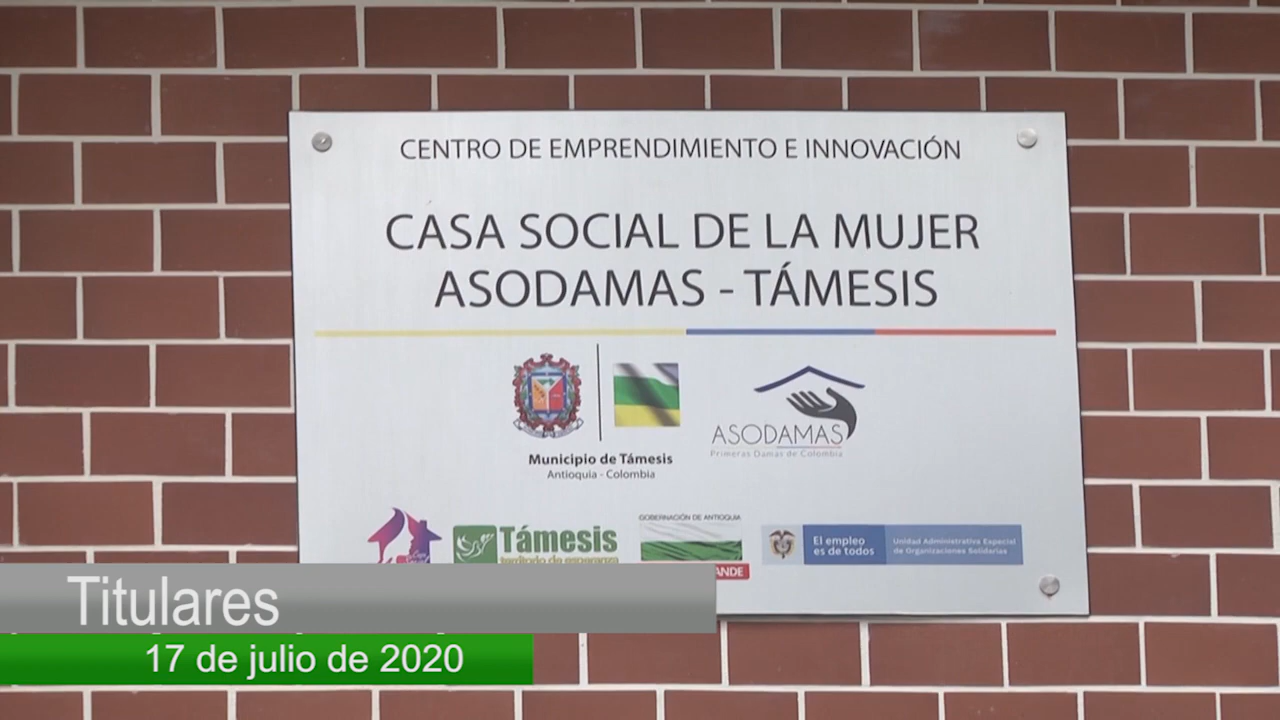 CENTRO DE EMPRENDIMIENTO E INNOVACIÓN
CASA SOCIAL DE LA MUJER
ASODAMAS - TÁMESIS
Municipio de Támesis
Antioquia - Colombia
ASODAMAS
Primeras Damas de Colombia
Támesis
GOBERNACIÓN DE ANTIOQUIA
El empleo
es de todos
Unidad Administrativa Especial
de Organizaciones Solidarias
Titulares
17 de julio de 2020